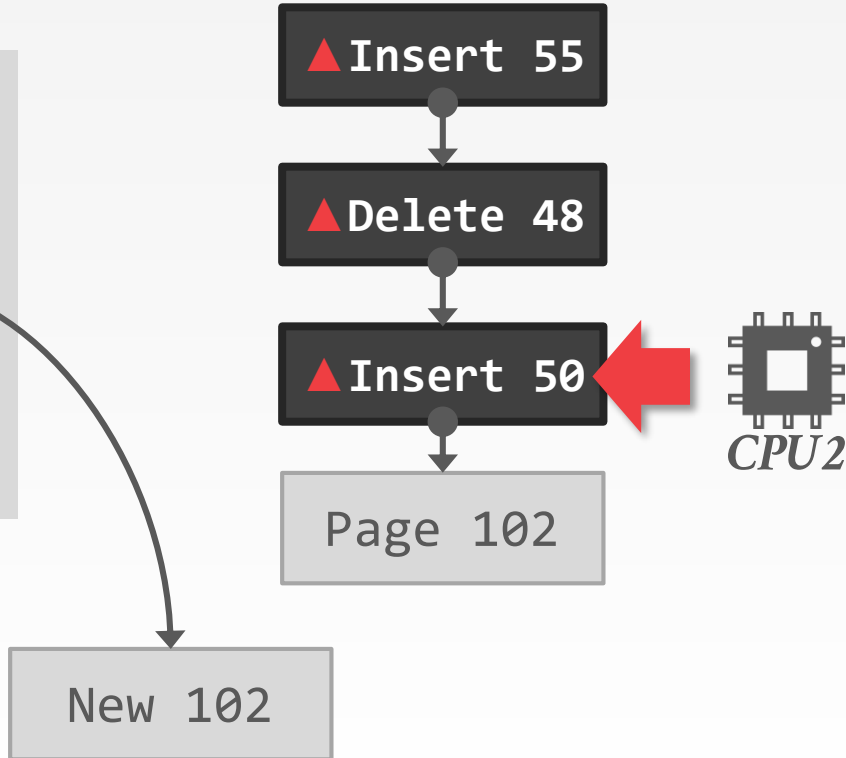 ▲Insert 55
▲Delete 48
▲Insert 50
CPU2
Page 102
New 102